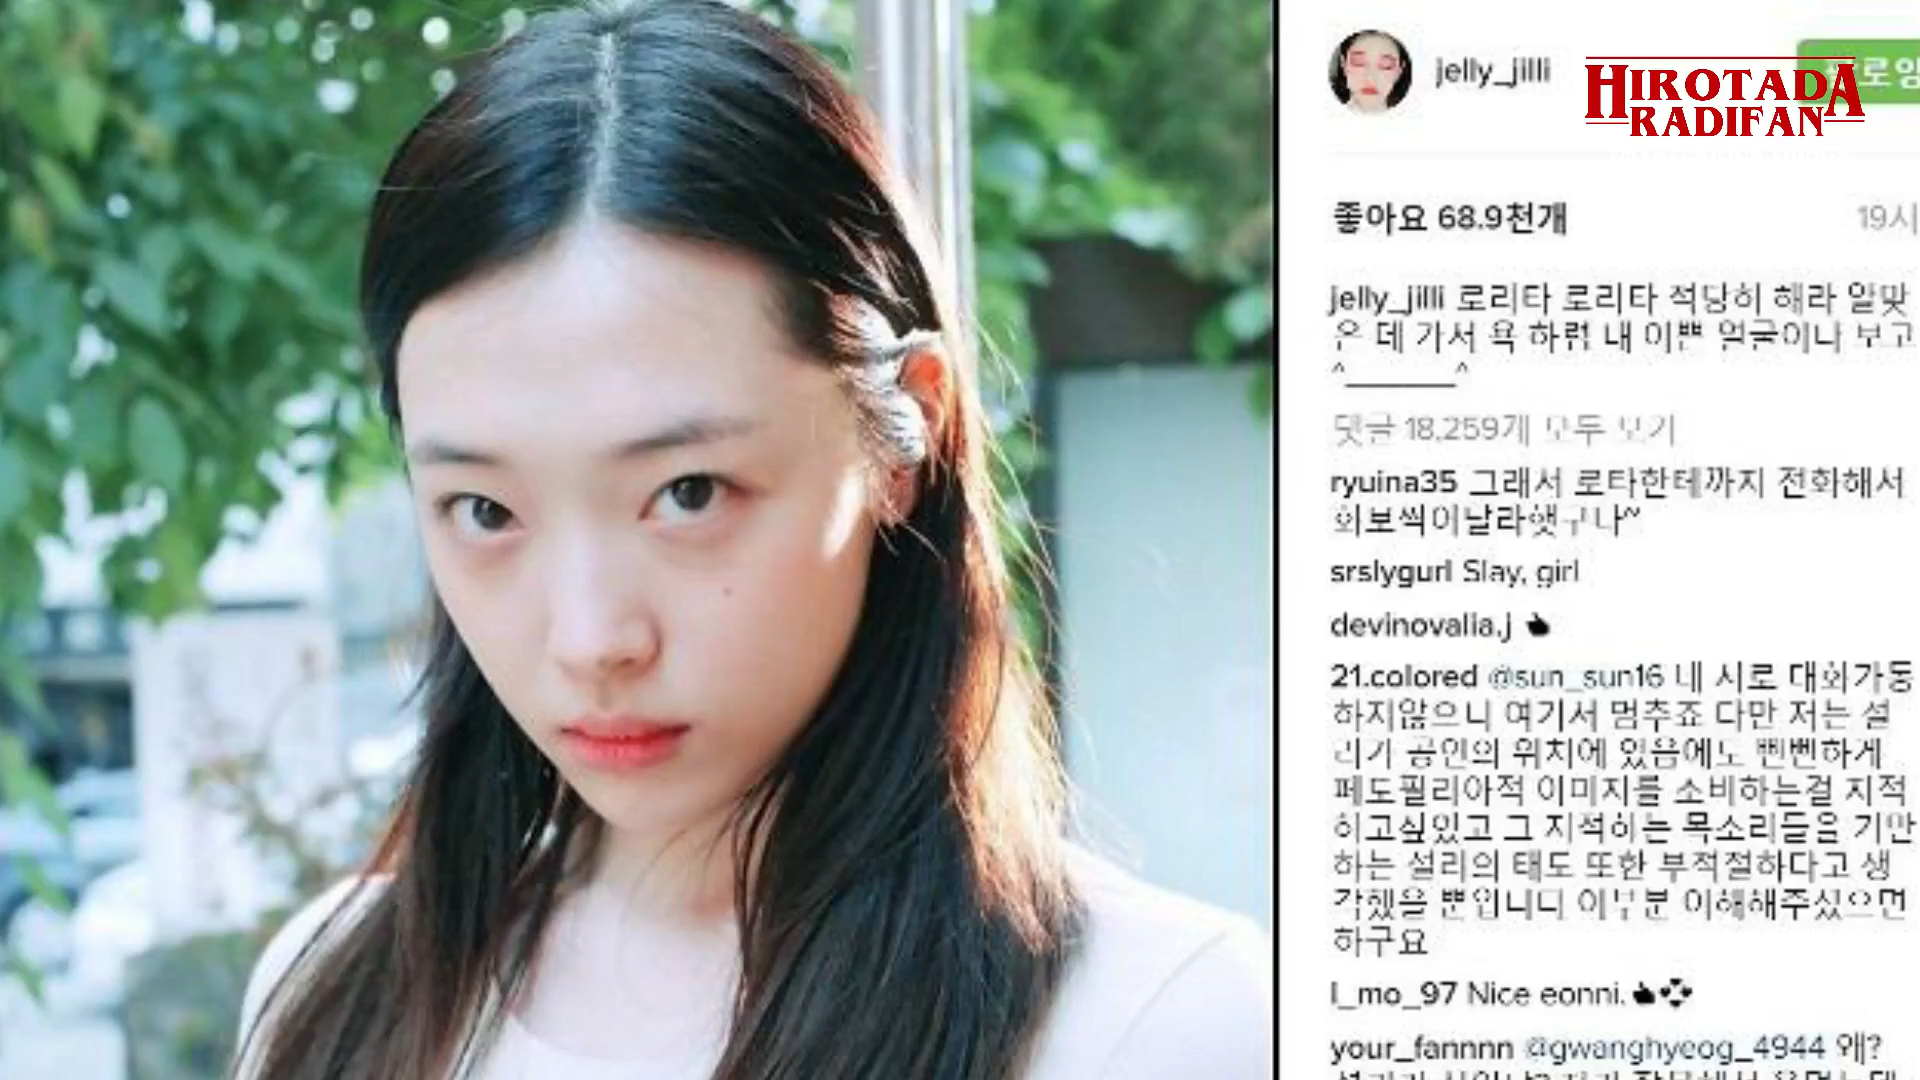 jelly_jilli
HIROTADA
RADIFAN
좋아요 68.9천개
19시
jelly_jilli 로리타 로리타 적당히 해라 알맞
은 데 가서 욕 하렴 내 이쁜 얼굴이나 보고
^______^
댓글 18,259개 모두 보기
ryuina35 그래서 로타한테까지 전화해서
화보찍어달라했구나~
srslygurl Slay, girl
devinovalia.j
21.colored @sun_sun16 네 서로 대화가 통
하지않으니 여기서 멈추죠 다만 저는 설
리가 공인의 위치에 있음에도 뻔뻔하게
페도필리아적 이미지를 소비하는걸 지적
하고싶었고 그 지적하는 목소리들을 기만
하는 설리의 태도 또한 부적절하다고 생
각했을 뿐입니다 이부분 이해해주셨으면
하구요
l_mo_97 Nice eonni.
your_fannnn @gwanghyeog_4944 왜?